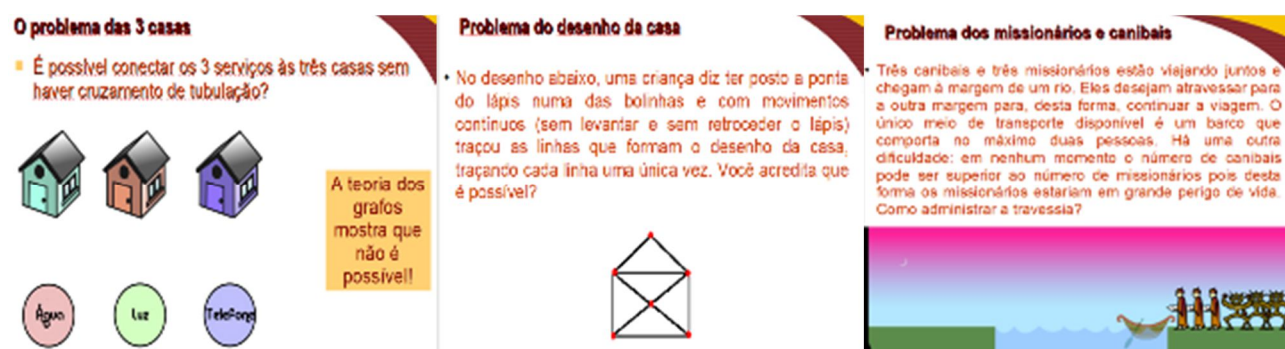 O problema das 3 casas
É possível conectar os 3 serviços às três casas sem
haver cruzamento de tubulação?
A teoria dos
grafos
mostra que
não é
possível!
Água
Luz
Telefone
Problema do desenho da casa
• No desenho abaixo, uma criança diz ter posto a ponta
do lápis numa das bolinhas e com movimentos
contínuos (sem levantar e sem retroceder o lápis)
traçou as linhas que formam o desenho da casa,
traçando cada linha uma única vez. Você acredita que
é possível?
Problema dos missionários e canibais
• Três canibais e três missionários estão viajando juntos e
chegam à margem de um rio. Eles desejam atravessar para
a outra margem para, desta forma, continuar a viagem. O
único meio de transporte disponível é um barco que
comporta no máximo duas pessoas. Há uma outra
dificuldade: em nenhum momento o número de canibais
pode ser superior ao número de missionários pois desta
forma os missionários estariam em grande perigo de vida.
Como administrar a travessia?